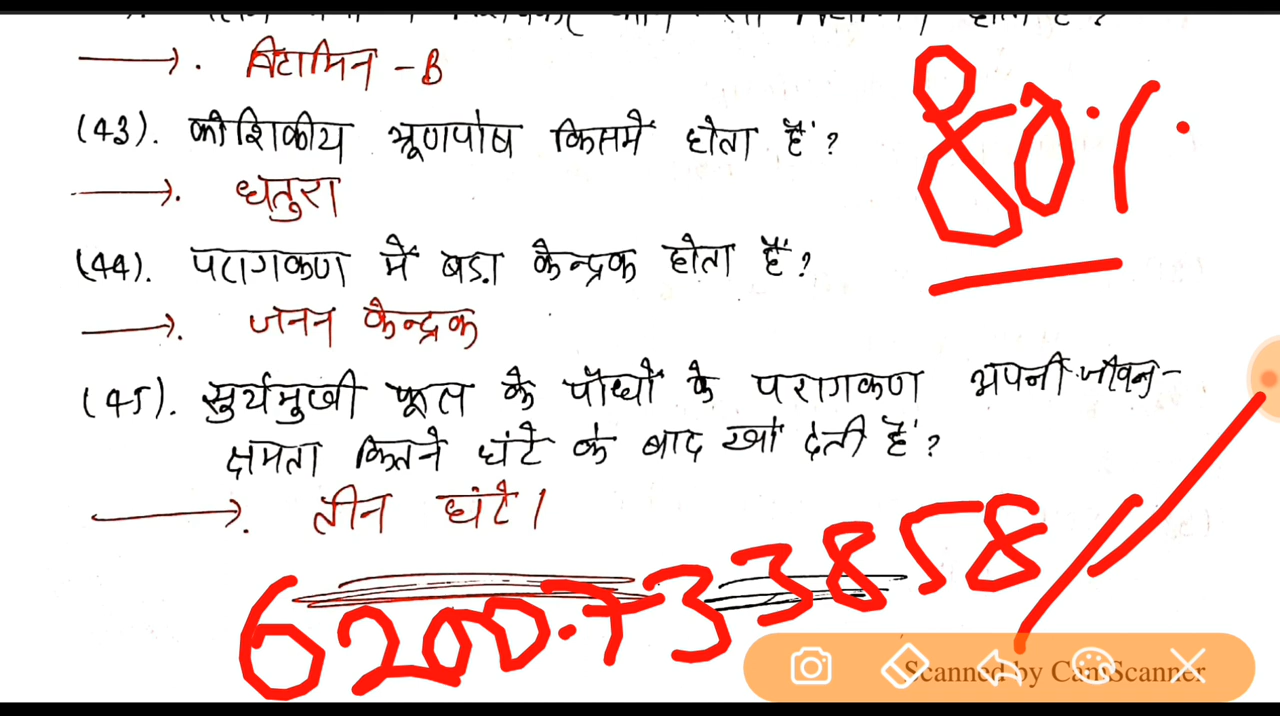 →. विटामिन - B
80%.
(43). कोशिकीय भ्रूणपोष किसमें होता हैं ?
→. धतुरा
(44). परागकण में बड़ा केन्द्रक होता हैं ?
→. जनन केन्द्रक
(45). सुर्यमुखी फूल के पौधों के परागकण अपनी जीवन-
क्षमता कितने घंटे के बाद खो देती हैं ?
→. तीन घंटे।
6200733858
Scanned by CamScanner